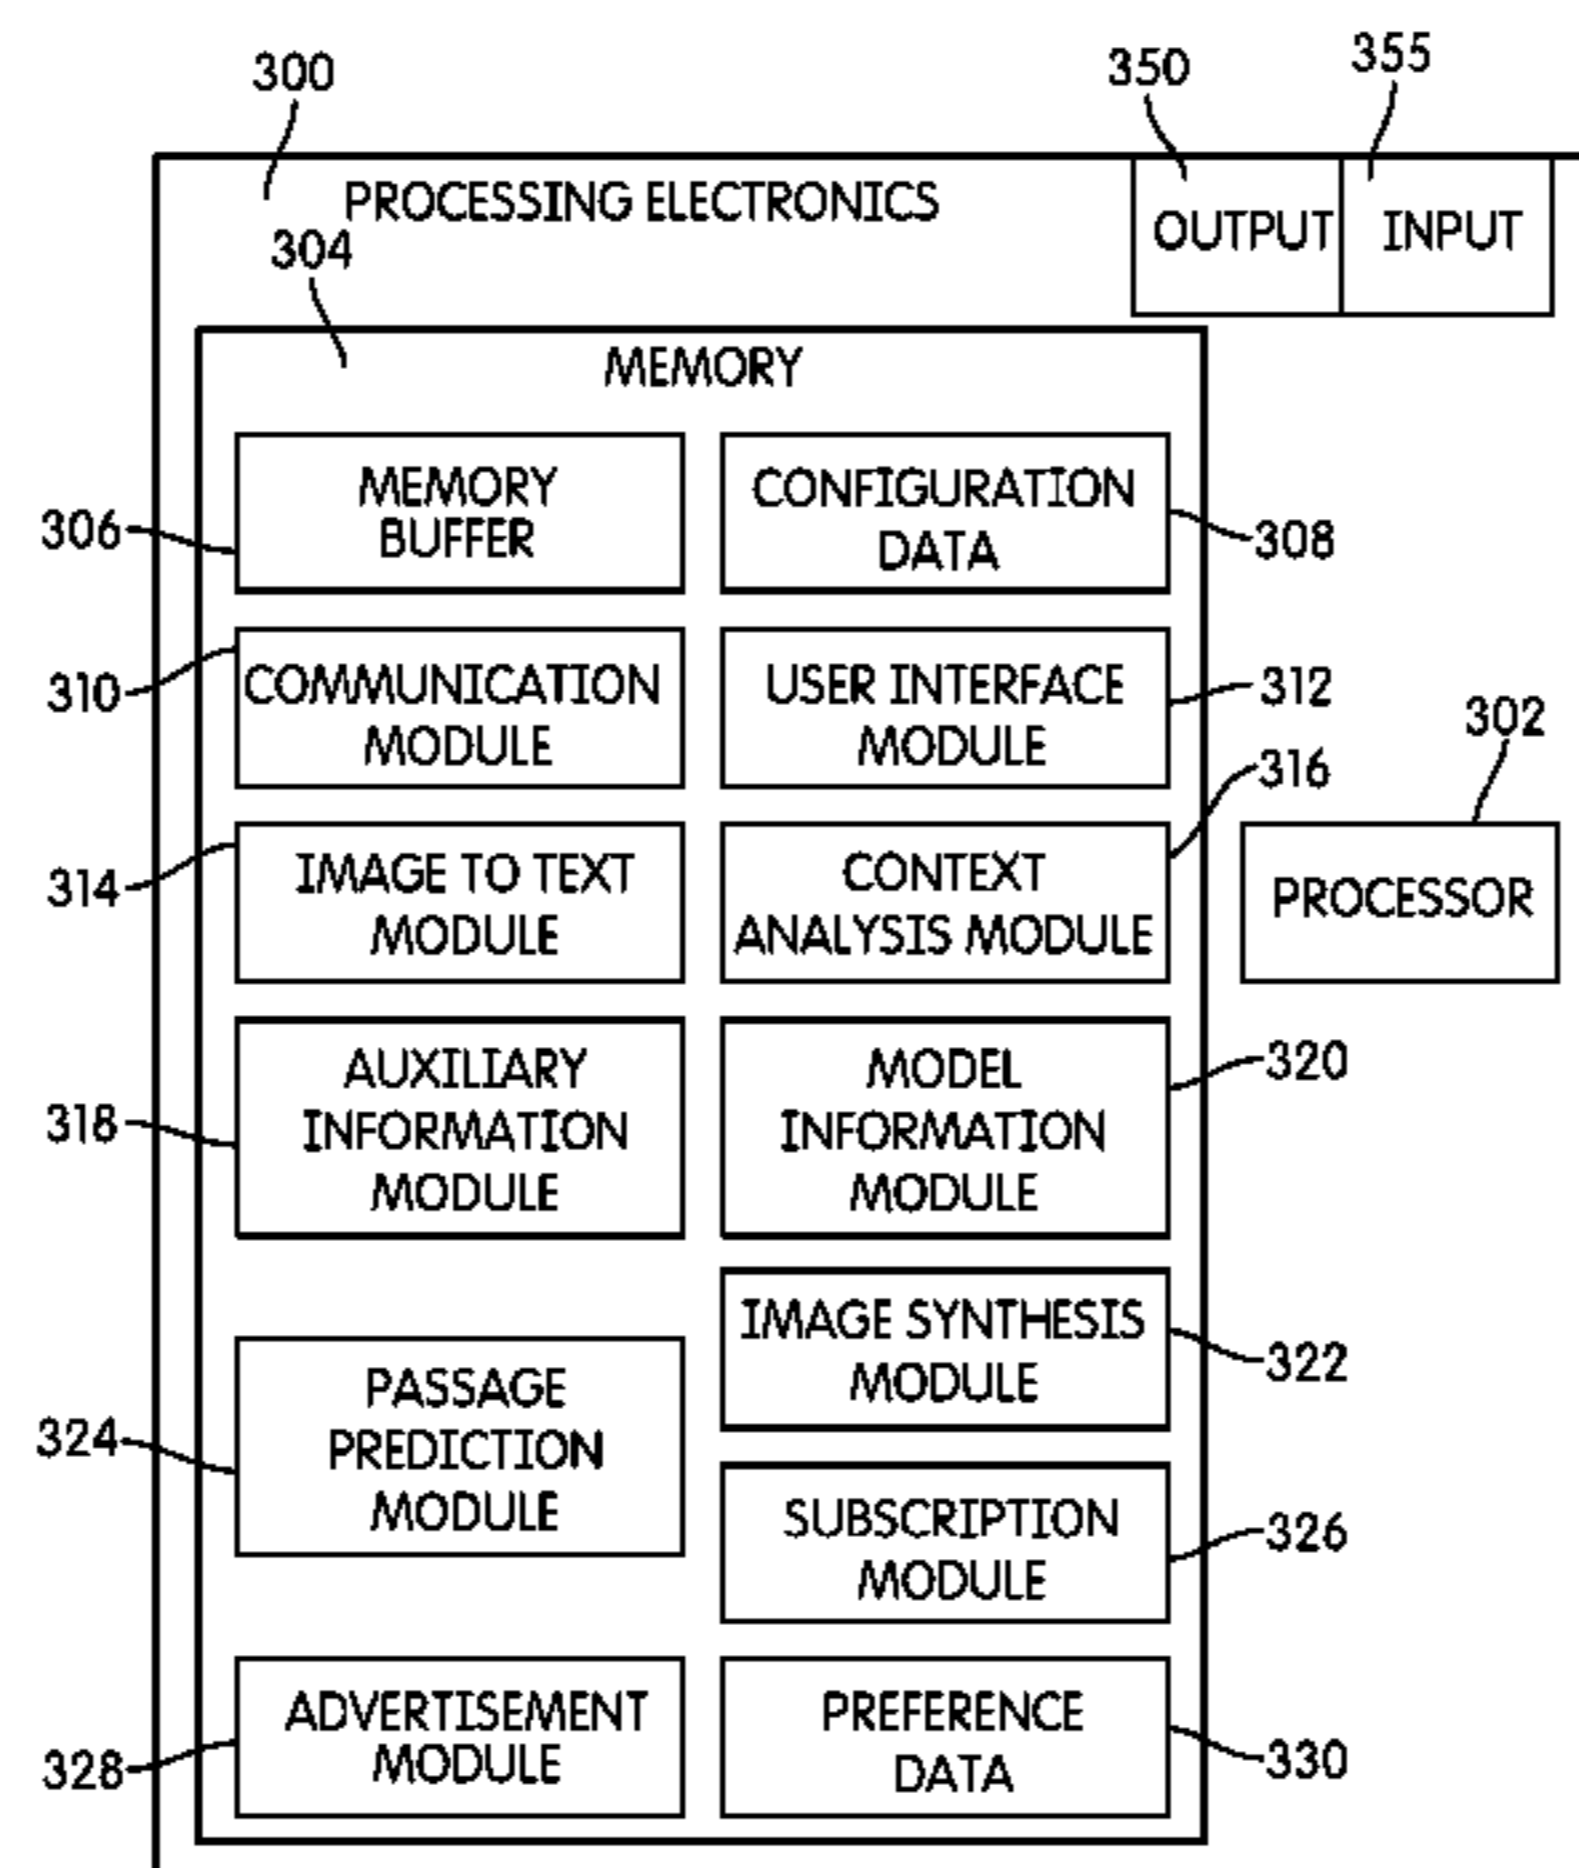 300
350
355
PROCESSING ELECTRONICS
OUTPUT
INPUT
304
MEMORY
MEMORY
BUFFER
306
CONFIGURATION
DATA
308
310
COMMUNICATION
MODULE
USER INTERFACE
MODULE
312
302
314
IMAGE TO TEXT
MODULE
316
CONTEXT
ANALYSIS MODULE
PROCESSOR
318
AUXILIARY
INFORMATION
MODULE
MODEL
INFORMATION
MODULE
320
IMAGE SYNTHESIS
MODULE
322
324
PASSAGE
PREDICTION
MODULE
SUBSCRIPTION
MODULE
326
328
ADVERTISEMENT
MODULE
PREFERENCE
DATA
330